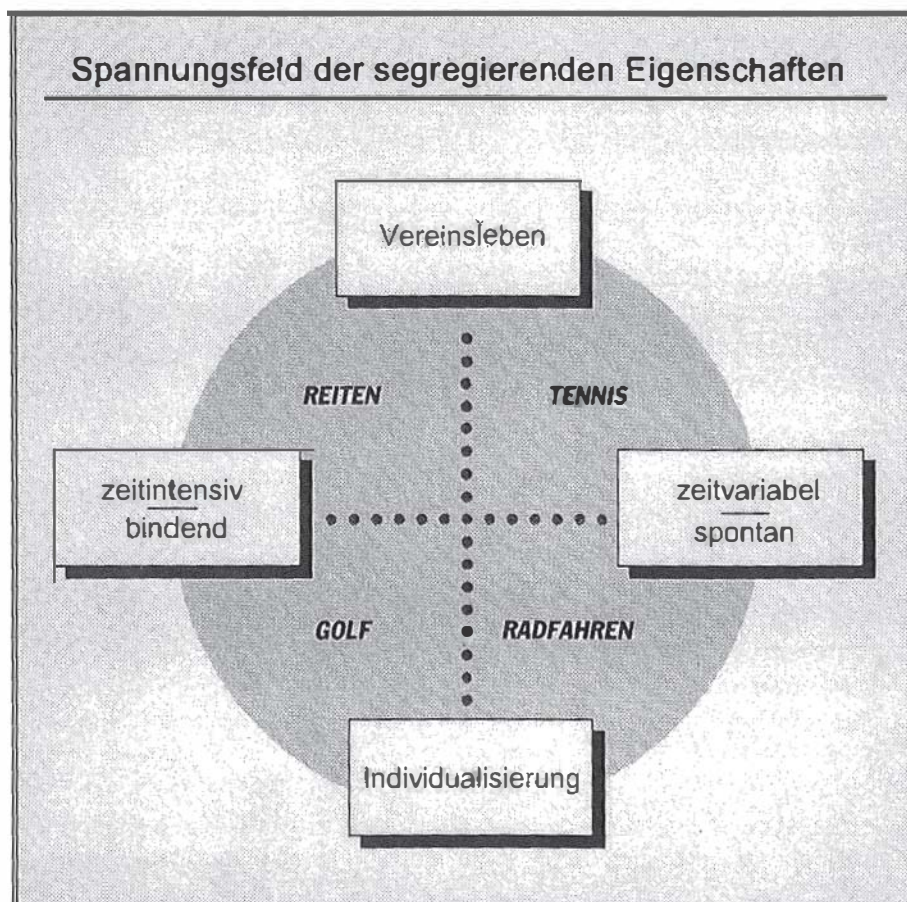 Spannungsfeld der segregierenden Eigenschaften
Vereinsleben
REITEN
TENNIS
zeitintensiv
bindend
zeitvariabel
spontan
GOLF
RADFAHREN
Individualisierung